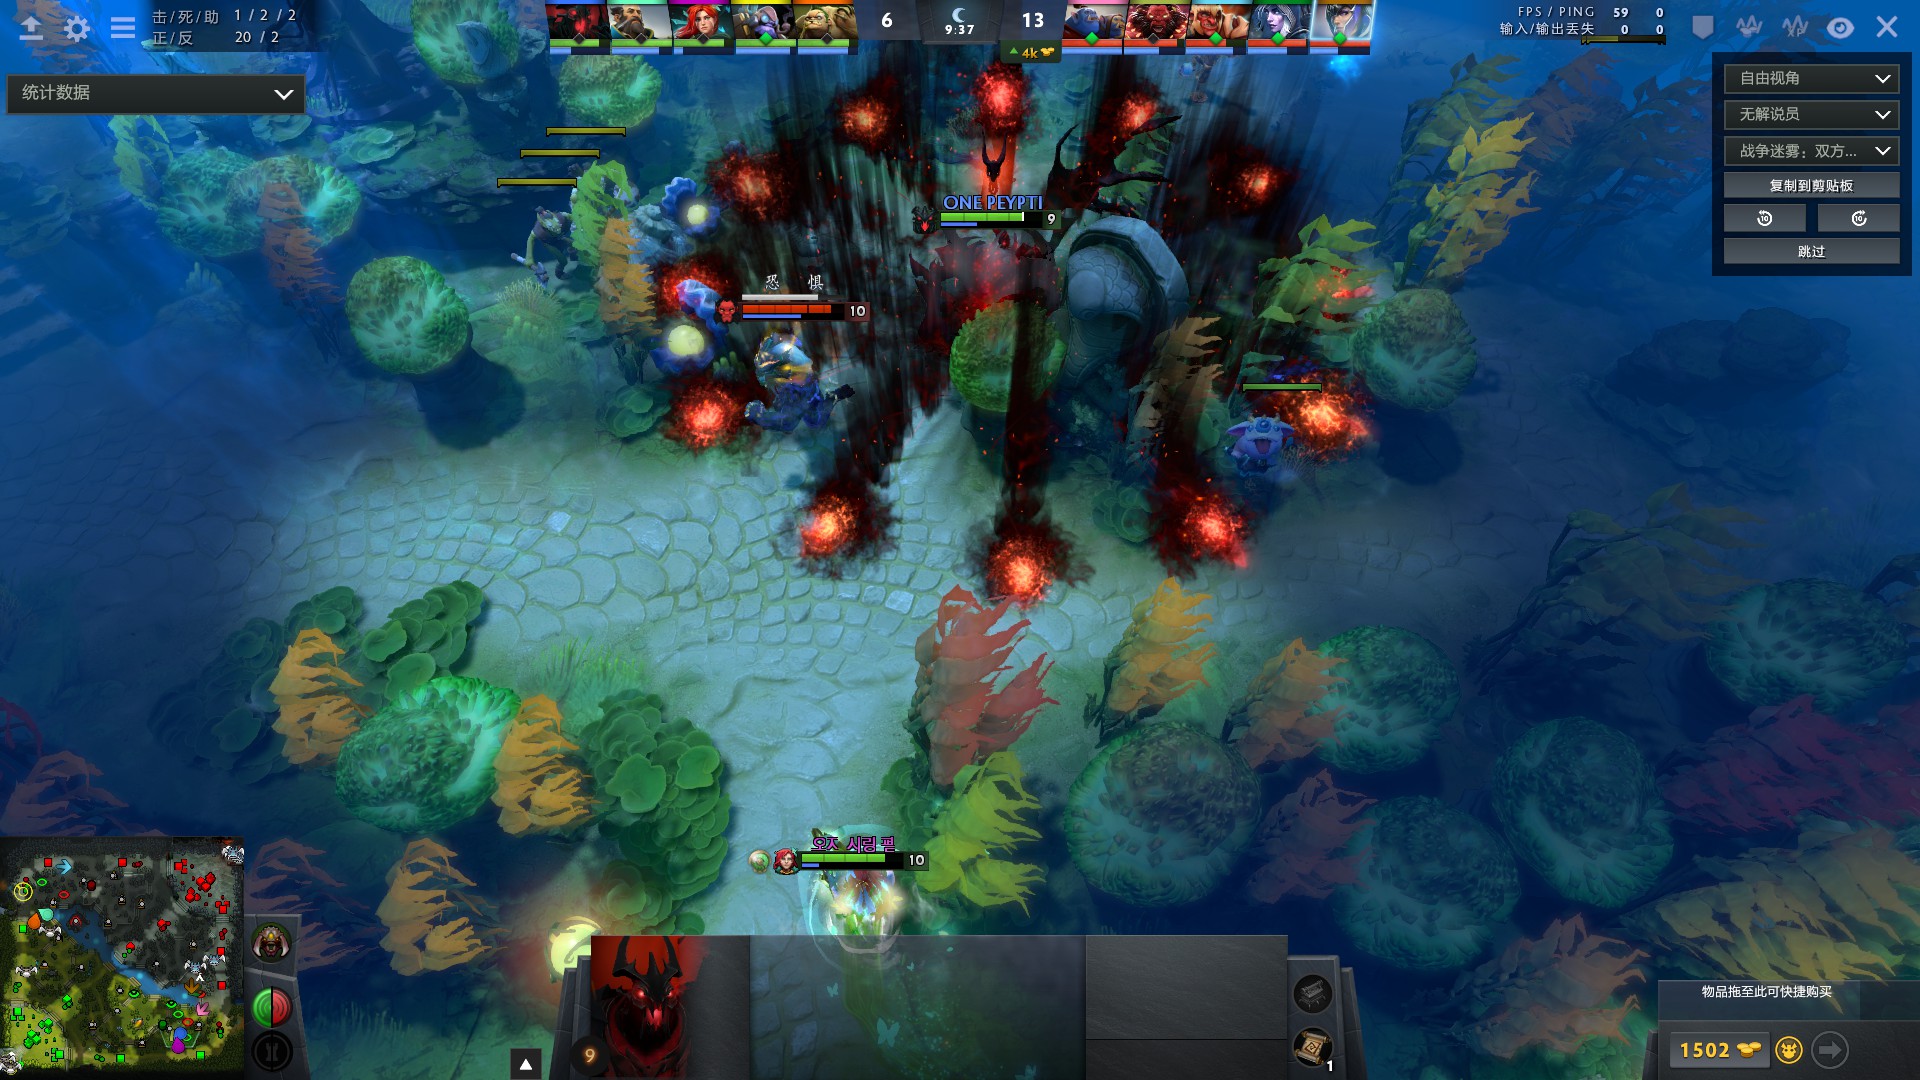 击/死/助 1 / 2 / 2
正/反 20 / 2
6
9:37
13
4k
FPS / PING 59 0
输入/输出丢失 0 0
统计数据
自由视角
无解说员
战争迷雾：双方...
复制到剪贴板
10
10
跳过
ONE PEYPTI
9
恐 惧
10
오지 시렁 펄
10
9
1
物品拖至此可快捷购买
1502